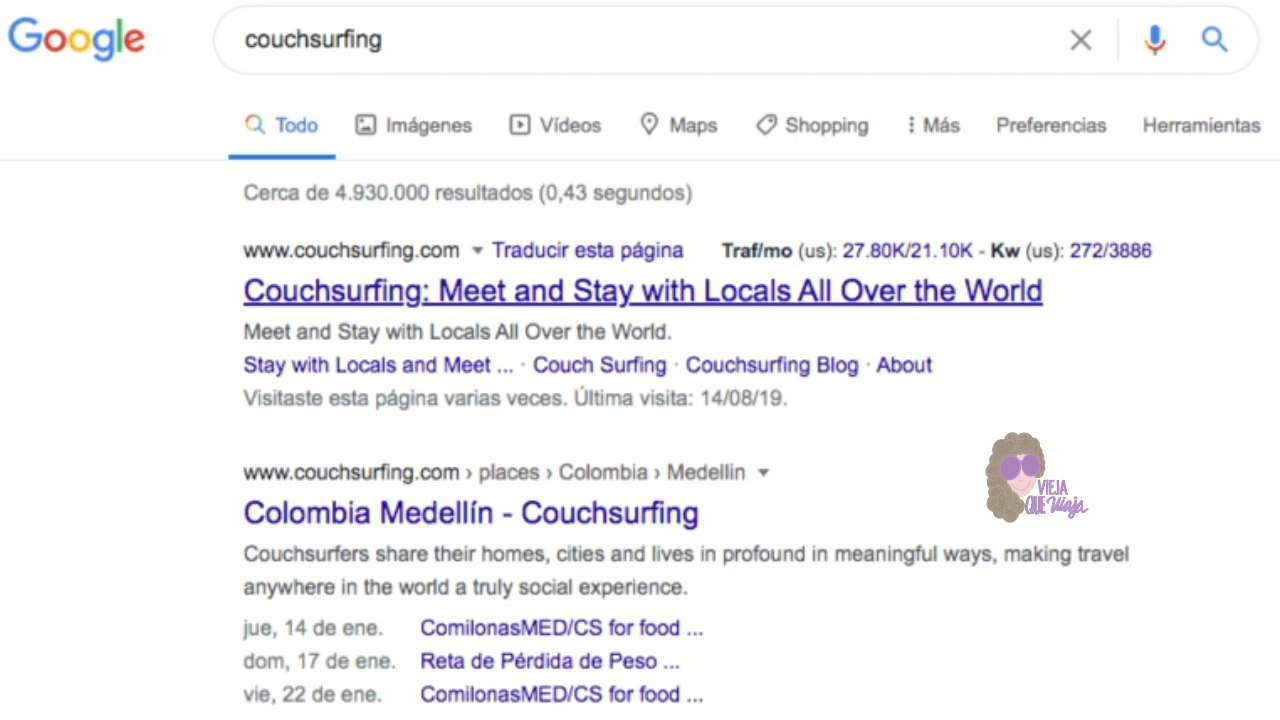 Google
couchsurfing
Todo Imágenes Vídeos Maps Shopping Más Preferencias Herramientas
Cerca de 4.930.000 resultados (0,43 segundos)
www.couchsurfing.com Traducir esta página Traf/mo (us): 27.80K/21.10K - Kw (us): 272/3886
Couchsurfing: Meet and Stay with Locals All Over the World
Meet and Stay with Locals All Over the World.
Stay with Locals and Meet ... · Couch Surfing · Couchsurfing Blog · About
Visitaste esta página varias veces. Última visita: 14/08/19.
www.couchsurfing.com › places › Colombia › Medellin
Colombia Medellín - Couchsurfing
VIEJA
QUE Viaja
Couchsurfers share their homes, cities and lives in profound in meaningful ways, making travel
anywhere in the world a truly social experience.
jue, 14 de ene. ComilonasMED/CS for food ...
dom, 17 de ene. Reta de Pérdida de Peso ...
vie, 22 de ene. ComilonasMED/CS for food ...